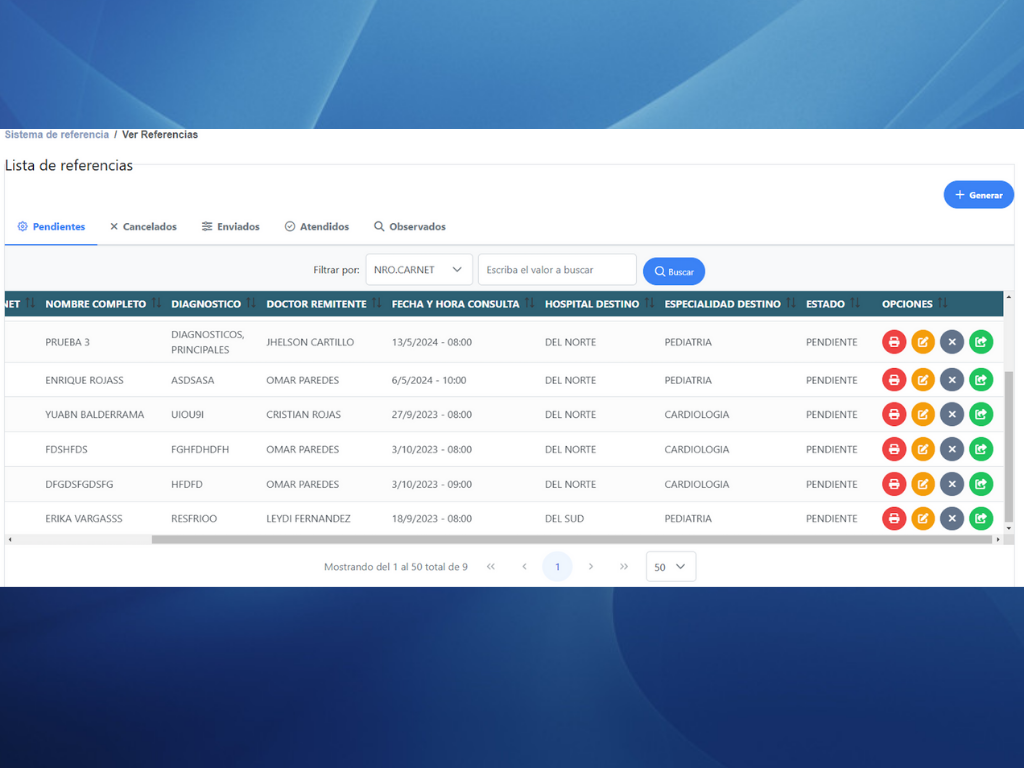 Sistema de referencia / Ver Referencias
Lista de referencias
+ Generar
Pendientes Cancelados Enviados Atendidos Observados
Filtrar por: NRO.CARNET Escriba el valor a buscar Buscar
NET NOMBRE COMPLETO DIAGNOSTICO DOCTOR REMITENTE FECHA Y HORA CONSULTA HOSPITAL DESTINO ESPECIALIDAD DESTINO ESTADO OPCIONES
PRUEBA 3 DIAGNOSTICOS, PRINCIPALES JHELSON CARTILLO 13/5/2024 - 08:00 DEL NORTE PEDIATRIA PENDIENTE
ENRIQUE ROJASS ASDSASA OMAR PAREDES 6/5/2024 - 10:00 DEL NORTE PEDIATRIA PENDIENTE
YUABN BALDERRAMA UIOU9I CRISTIAN ROJAS 27/9/2023 - 08:00 DEL NORTE CARDIOLOGIA PENDIENTE
FDSHFDS FGHFDHDFH OMAR PAREDES 3/10/2023 - 08:00 DEL NORTE CARDIOLOGIA PENDIENTE
DFGDSFGDSFG HFDFD OMAR PAREDES 3/10/2023 - 09:00 DEL NORTE CARDIOLOGIA PENDIENTE
ERIKA VARGASSS RESFRIOO LEYDI FERNANDEZ 18/9/2023 - 08:00 DEL SUD PEDIATRIA PENDIENTE
Mostrando del 1 al 50 total de 9 « ‹ 1 › » 50